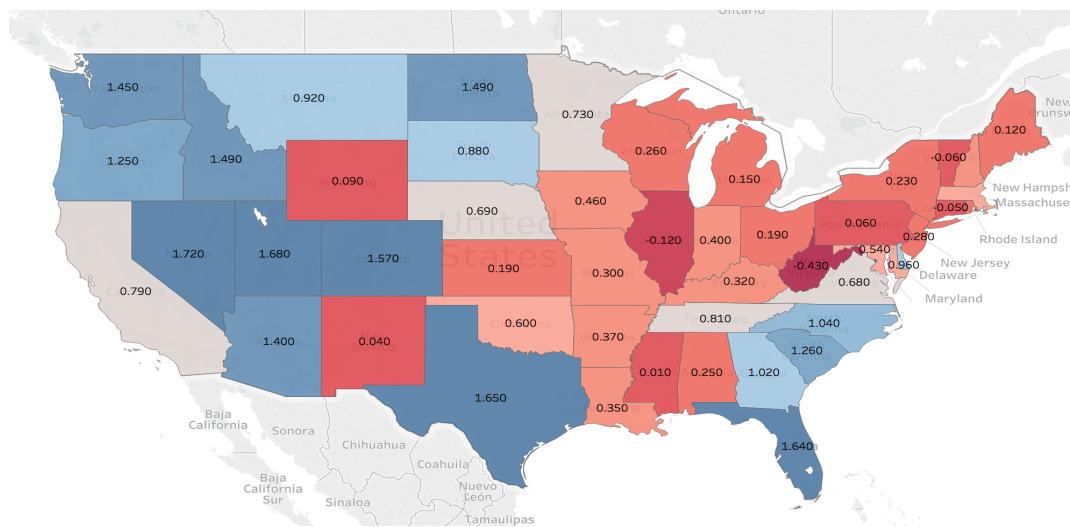 Ontario
1.450
0.920
1.490
0.730
New
Brunsw
0.120
1.250
1.490
0.880
0.260
-0.060
0.090
0.150
0.230
New Hampsh
Massachuse
0.690
0.460
-0.050
United
States
0.060
Rhode Island
1.720
1.680
1.570
-0.120
0.400
0.190
0.280
0.540
0.960
New Jersey
Delaware
Maryland
0.790
0.190
0.300
0.320
-0.430
0.680
1.400
0.040
0.600
0.810
1.040
0.370
1.260
0.010
0.250
1.020
1.650
0.350
1.640
Baja
California
Sonora
Chihuahua
Coahuila
Baja
California
Sur
Sinaloa
Nuevo
León
Tamaulipas